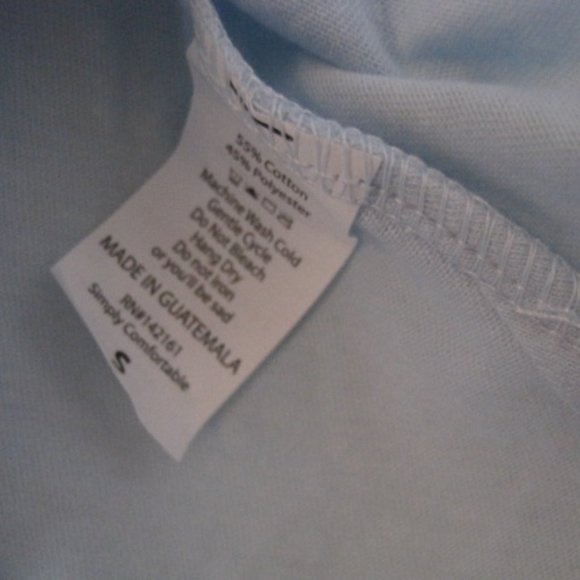 55% Cotton
45% Polyester
Machine Wash Cold
Gentle Cycle
Do Not Bleach
Hang Dry
Do not Iron
or you'll be sad
MADE IN GUATEMALA
RN#142161
Simply Comfortable
S